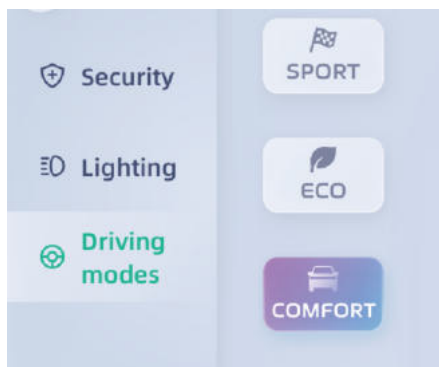 Security
Lighting
Driving
modes
SPORT
ECO
COMFORT